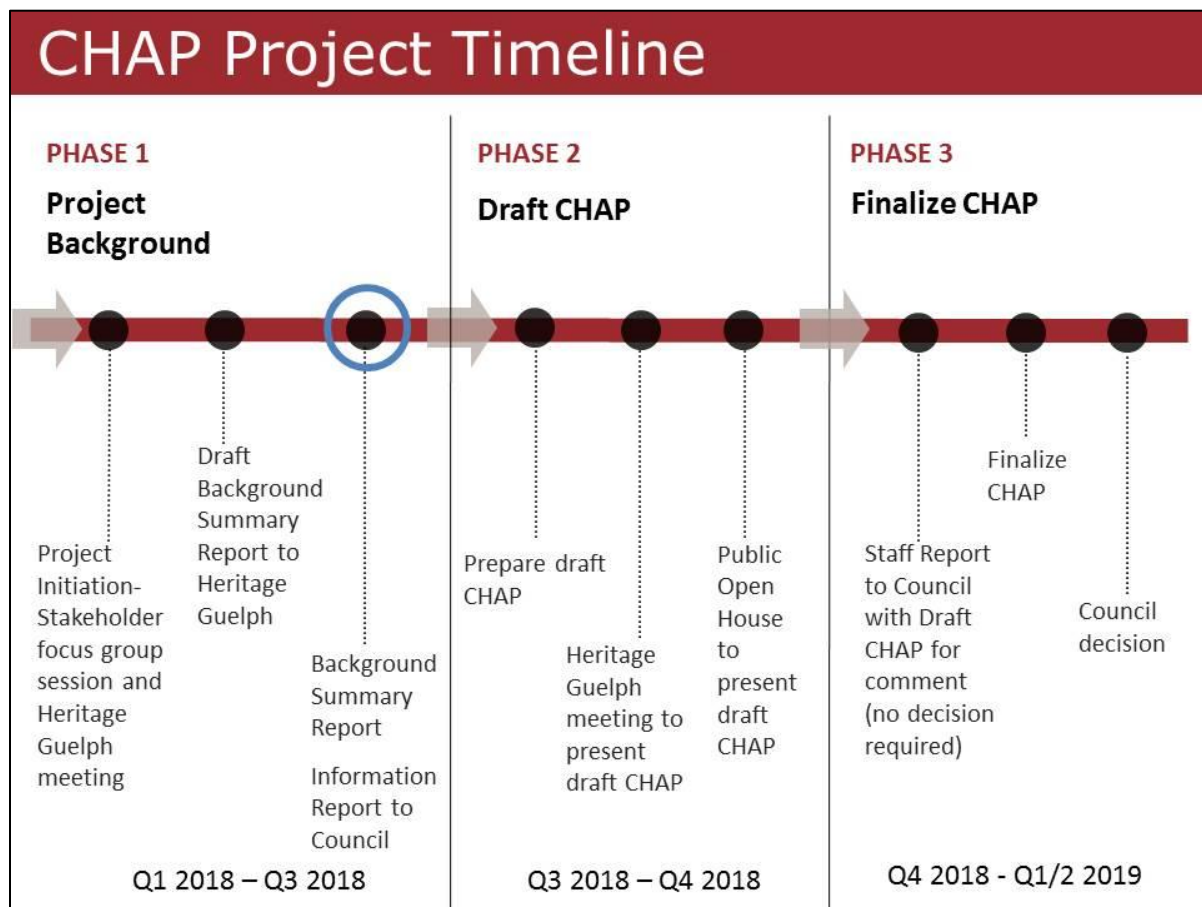 CHAP Project Timeline
PHASE 1
Project
Background
Project
Initiation-
Stakeholder
focus group
session and
Heritage
Guelph
meeting
Draft
Background
Summary
Report to
Heritage
Guelph
Background
Summary
Report
Information
Report to
Council
Q1 2018 – Q3 2018
PHASE 2
Draft CHAP
Prepare draft
CHAP
Heritage
Guelph
meeting to
present
draft CHAP
Public
Open
House
to
present
draft
CHAP
Q3 2018 – Q4 2018
PHASE 3
Finalize CHAP
Staff Report
to Council
with Draft
CHAP for
comment
(no decision
required)
Finalize
CHAP
Council
decision
Q4 2018 - Q1/2 2019